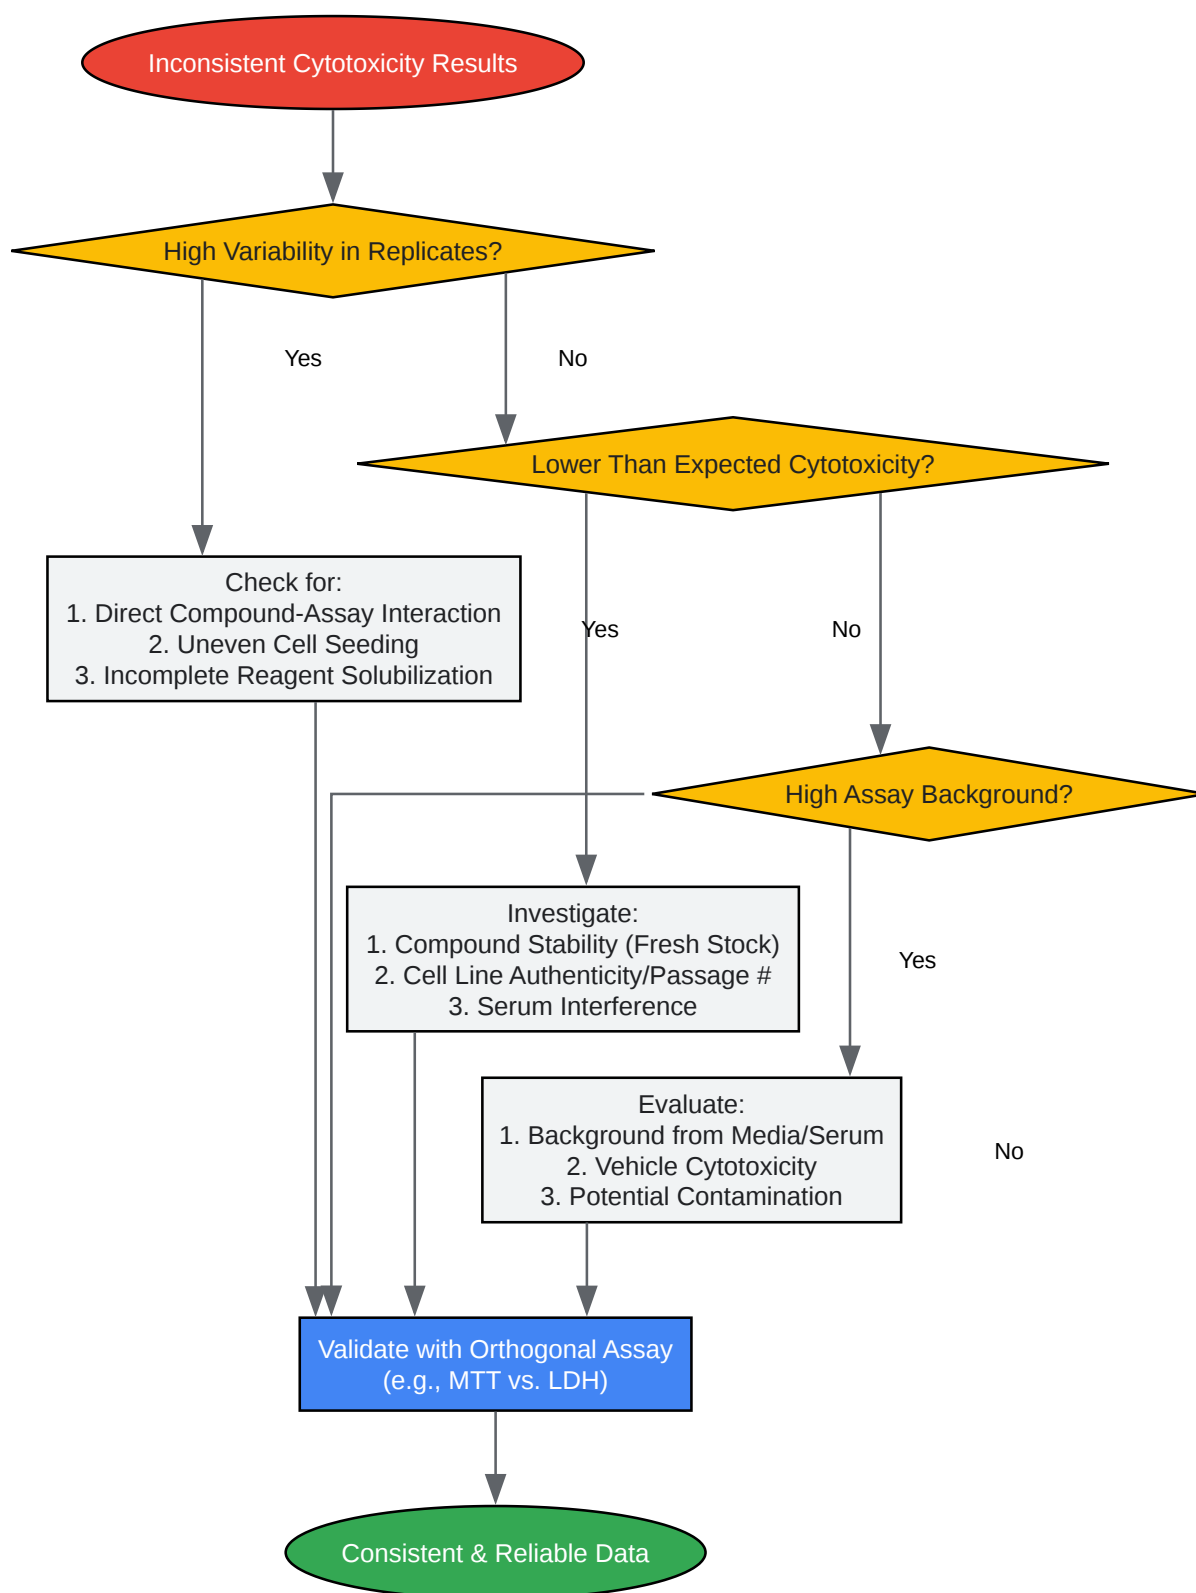 Inconsistent Cytotoxicity Results
High Variability in Replicates?
Yes
No
Lower Than Expected Cytotoxicity?
Check for:
1. Direct Compound-Assay Interaction
2. Uneven Cell Seeding
3. Incomplete Reagent Solubilization
Yes
No
High Assay Background?
Investigate:
1. Compound Stability (Fresh Stock)
2. Cell Line Authenticity/Passage #
3. Serum Interference
Yes
Evaluate:
1. Background from Media/Serum
2. Vehicle Cytotoxicity
3. Potential Contamination
No
Validate with Orthogonal Assay
(e.g., MTT vs. LDH)
Consistent & Reliable Data